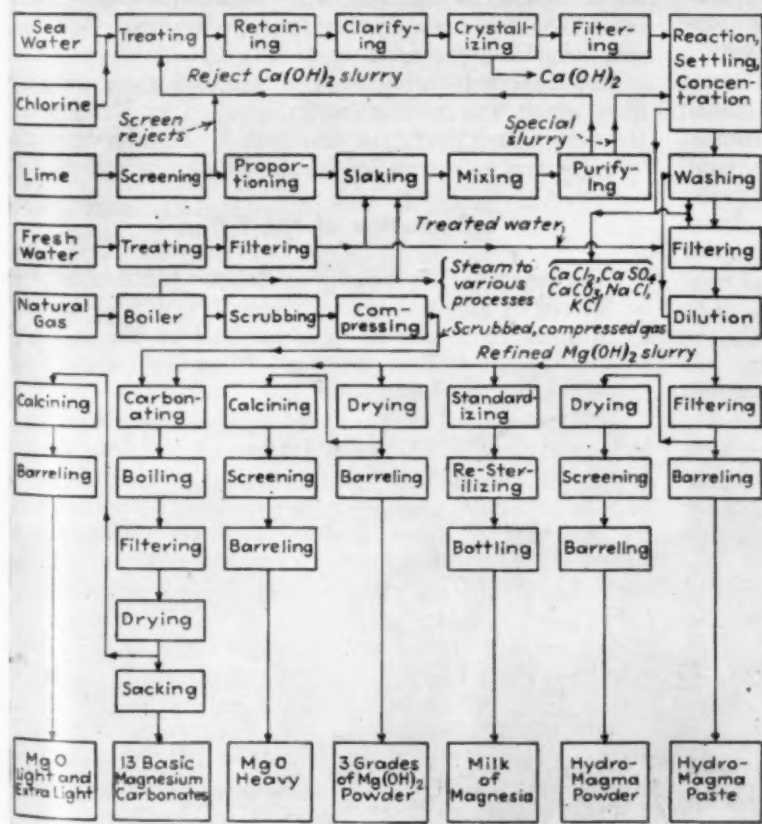 Sea
Water
Treating
Retain-
ing
Clarify-
ing
Crystall-
izing
Filter-
ing
Reaction,
Settling,
Concen-
tration
Reject Ca(OH)2 slurry
Ca(OH)2
Chlorine
Screen
rejects
Special
slurry
Lime
Screening
Propor-
tioning
Slaking
Mixing
Purify-
ing
Washing
Fresh
Water
Treating
Filtering
Treated water
Filtering
Natural
Gas
Boiler
Scrubbing
Com-
pressing
Steam to
various
processes
CaCl2, CaSO4
CaCO3, NaCl,
KCl
Dilution
Scrubbed, compressed gas
Refined Mg(OH)2 slurry
Calcining
Carbon-
ating
Calcining
Drying
Standard-
izing
Drying
Filtering
Barreling
Boiling
Screening
Barreling
Re-Ster-
ilizing
Screening
Barreling
Filtering
Barreling
Bottling
Barreling
Drying
Sacking
MgO
Light and
Extra Light
13 Basic
Magnesium
Carbonates
MgO
Heavy
3 Grades
of Mg(OH)2
Powder
Milk
of
Magnesia
Hydro-
Magma
Powder
Hydro-
Magma
Paste